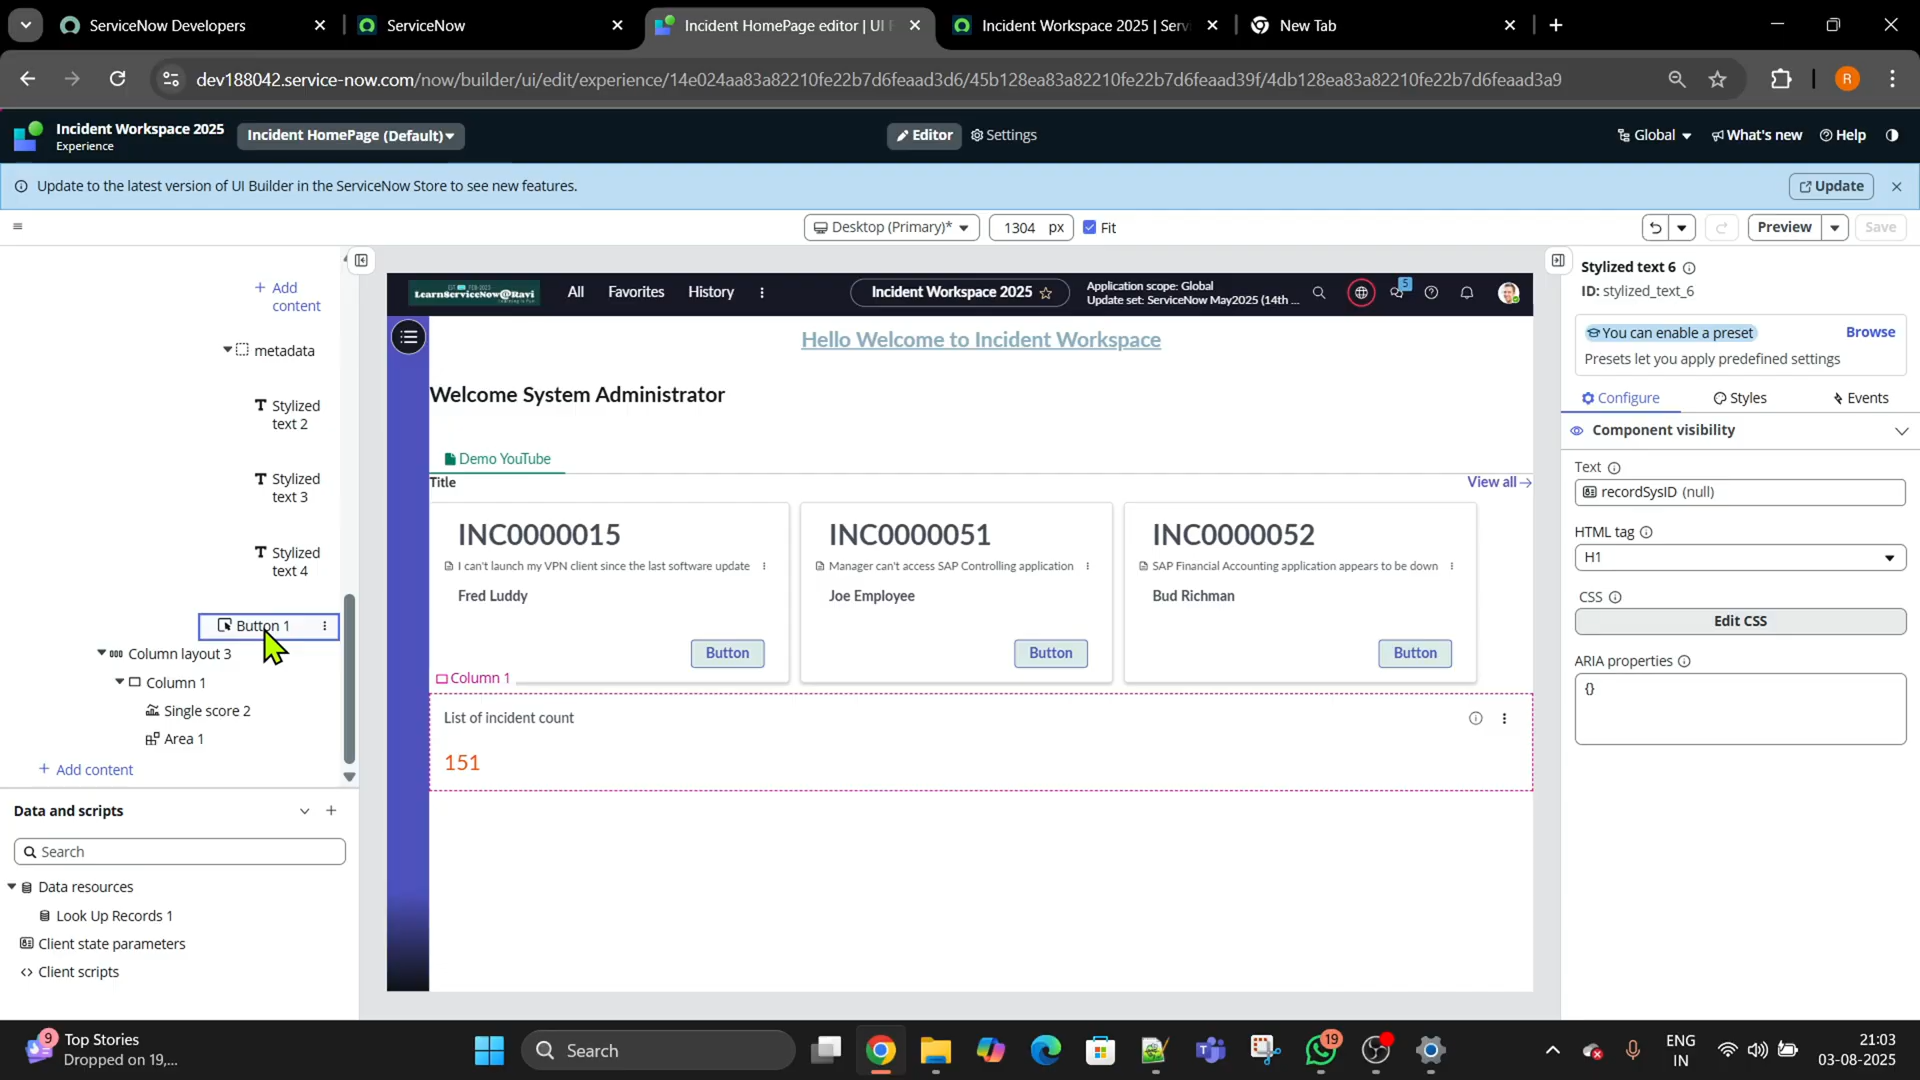 ServiceNow Developers
ServiceNow
Incident HomePage editor | UI
Incident Workspace 2025 | Serv
New Tab
dev188042.service-now.com/now/builder/ui/edit/experience/14e024aa83a82210fe22b7d6feaad3d6/45b128ea83a82210fe22b7d6feaad39f/4db128ea83a82210fe22b7d6feaad3a9
R
Incident Workspace 2025
Experience
Incident HomePage (Default)
Editor
Settings
Global
What's new
Help
Update to the latest version of UI Builder in the ServiceNow Store to see new features.
Update
Desktop (Primary)*
1304 px
Fit
Preview
Save
+ Add content
metadata
Stylized text 2
Stylized text 3
Stylized text 4
Button 1
Column layout 3
Column 1
Single score 2
Area 1
+ Add content
Data and scripts
Search
Data resources
Look Up Records 1
Client state parameters
Client scripts
LearnServiceNow@Ravi
All
Favorites
History
Incident Workspace 2025
Application scope: Global
Update set: ServiceNow May2025 (14th ...
5
Hello Welcome to Incident Workspace
Welcome System Administrator
Demo YouTube
Title
View all
INC0000015
I can't launch my VPN client since the last software update
Fred Luddy
Button
INC0000051
Manager can't access SAP Controlling application
Joe Employee
Button
INC0000052
SAP Financial Accounting application appears to be down
Bud Richman
Button
Column 1
List of incident count
151
Stylized text 6
ID: stylized_text_6
You can enable a preset
Browse
Presets let you apply predefined settings
Configure
Styles
Events
Component visibility
Text
recordSysID (null)
HTML tag
H1
CSS
Edit CSS
ARIA properties
{}
9
Top Stories
Dropped on 19,...
Search
19
ENG
IN
21:03
03-08-2025